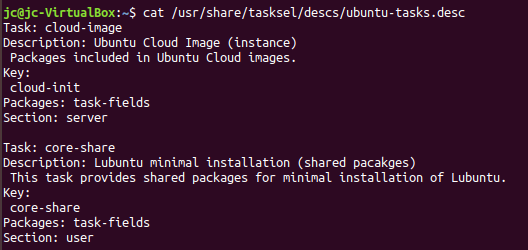 jc@jc-VirtualBox:~$ cat /usr/share/tasksel/descs/ubuntu-tasks.desc
Task: cloud-image
Description: Ubuntu Cloud Image (instance)
 Packages included in Ubuntu Cloud images.
Key:
 cloud-init
Packages: task-fields
Section: server

Task: core-share
Description: Lubuntu minimal installation (shared pacakges)
 This task provides shared packages for minimal installation of Lubuntu.
Key:
 core-share
Packages: task-fields
Section: user